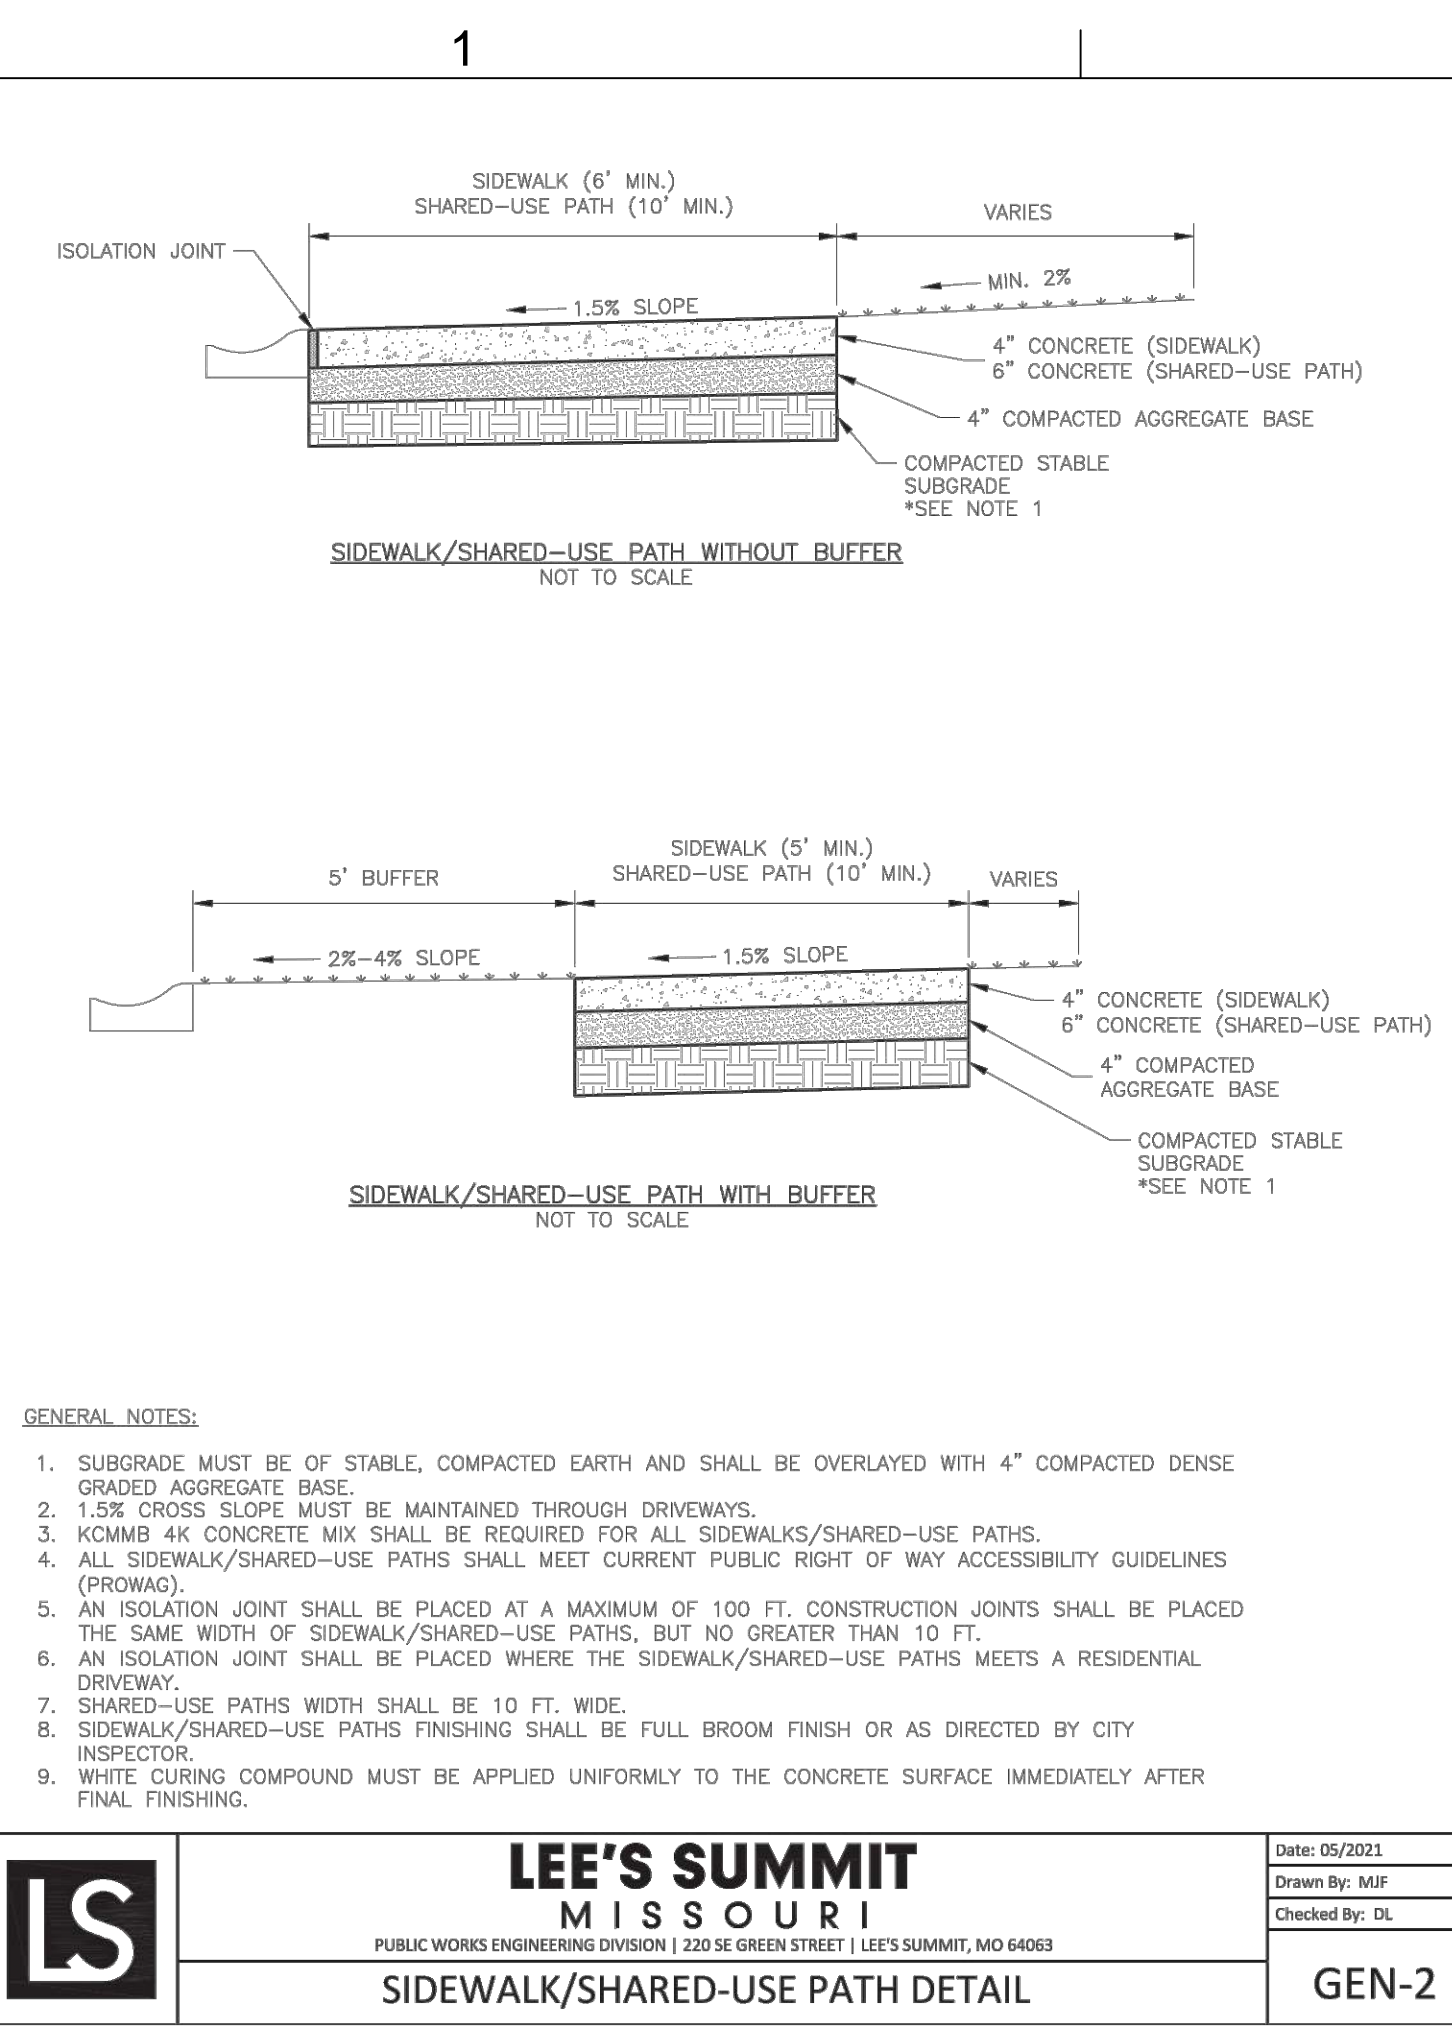 1
SIDEWALK (6' MIN.)
SHARED-USE PATH (10' MIN.)
VARIES
ISOLATION JOINT
MIN. 2%
1.5% SLOPE
4" CONCRETE (SIDEWALK)
6" CONCRETE (SHARED-USE PATH)
4" COMPACTED AGGREGATE BASE
COMPACTED STABLE
SUBGRADE
*SEE NOTE 1
SIDEWALK/SHARED-USE PATH WITHOUT BUFFER
NOT TO SCALE
SIDEWALK (5' MIN.)
SHARED-USE PATH (10' MIN.)
5' BUFFER
VARIES
2%-4% SLOPE
1.5% SLOPE
4" CONCRETE (SIDEWALK)
6" CONCRETE (SHARED-USE PATH)
4" COMPACTED
AGGREGATE BASE
COMPACTED STABLE
SUBGRADE
*SEE NOTE 1
SIDEWALK/SHARED-USE PATH WITH BUFFER
NOT TO SCALE
GENERAL NOTES:
1. SUBGRADE MUST BE OF STABLE, COMPACTED EARTH AND SHALL BE OVERLAYED WITH 4" COMPACTED DENSE
GRADED AGGREGATE BASE.
2. 1.5% CROSS SLOPE MUST BE MAINTAINED THROUGH DRIVEWAYS.
3. KCMMB 4K CONCRETE MIX SHALL BE REQUIRED FOR ALL SIDEWALKS/SHARED-USE PATHS.
4. ALL SIDEWALK/SHARED-USE PATHS SHALL MEET CURRENT PUBLIC RIGHT OF WAY ACCESSIBILITY GUIDELINES
(PROWAG).
5. AN ISOLATION JOINT SHALL BE PLACED AT A MAXIMUM OF 100 FT. CONSTRUCTION JOINTS SHALL BE PLACED
THE SAME WIDTH OF SIDEWALK/SHARED-USE PATHS, BUT NO GREATER THAN 10 FT.
6. AN ISOLATION JOINT SHALL BE PLACED WHERE THE SIDEWALK/SHARED-USE PATHS MEETS A RESIDENTIAL
DRIVEWAY.
7. SHARED-USE PATHS WIDTH SHALL BE 10 FT. WIDE.
8. SIDEWALK/SHARED-USE PATHS FINISHING SHALL BE FULL BROOM FINISH OR AS DIRECTED BY CITY
INSPECTOR.
9. WHITE CURING COMPOUND MUST BE APPLIED UNIFORMLY TO THE CONCRETE SURFACE IMMEDIATELY AFTER
FINAL FINISHING.
LS
LEE'S SUMMIT
MISSOURI
PUBLIC WORKS ENGINEERING DIVISION | 220 SE GREEN STREET | LEE'S SUMMIT, MO 64063
SIDEWALK/SHARED-USE PATH DETAIL
Date: 05/2021
Drawn By: MJF
Checked By: DL
GEN-2